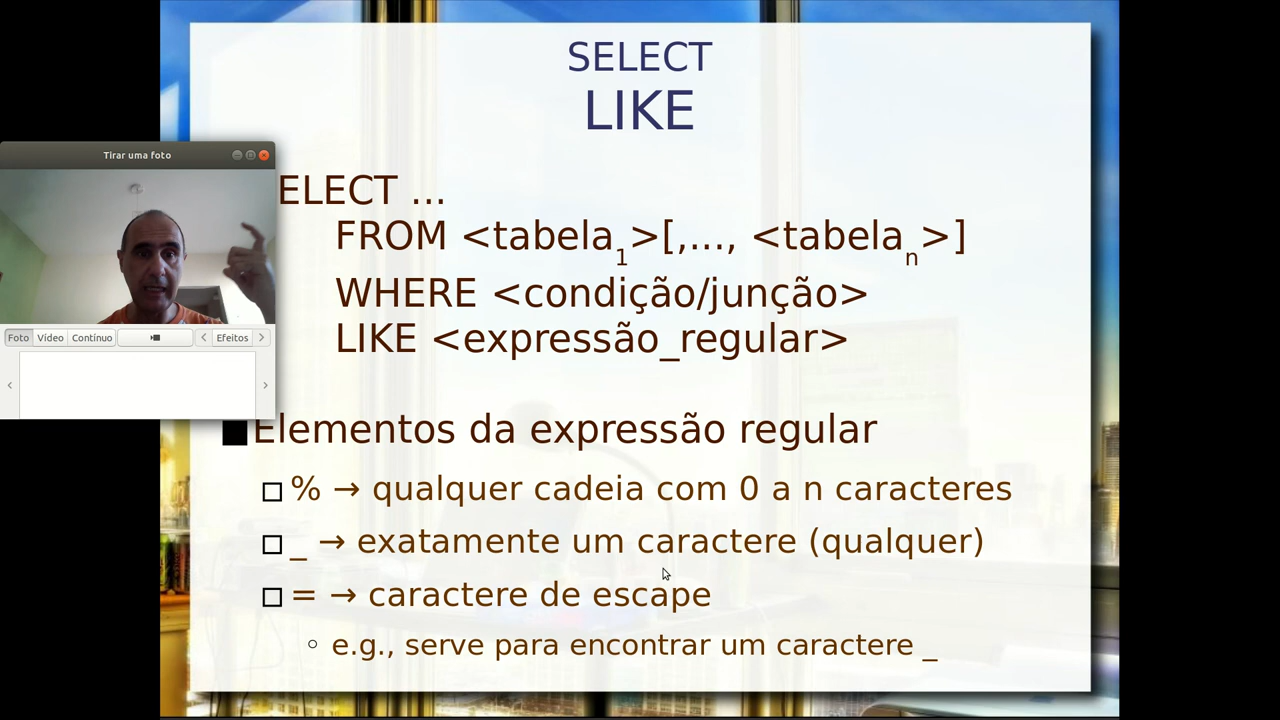 SELECT
LIKE
Tirar uma foto
ELECT ...
FROM <tabela1>[,..., <tabelan>]
WHERE <condição/junção>
LIKE <expressão_regular>
Foto Vídeo Contínuo Efeitos
Elementos da expressão regular
% → qualquer cadeia com 0 a n caracteres
_ → exatamente um caractere (qualquer)
= → caractere de escape
e.g., serve para encontrar um caractere _